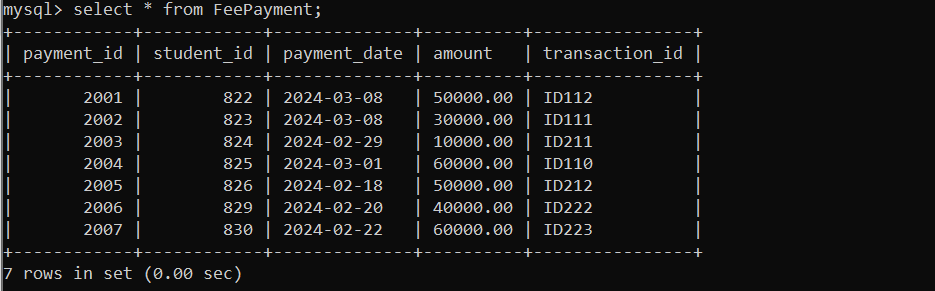 mysql> select * from FeePayment;
+------------+------------+--------------+----------+----------------+
| payment_id | student_id | payment_date | amount   | transaction_id |
+------------+------------+--------------+----------+----------------+
|       2001 |        822 | 2024-03-08   | 50000.00 | ID112          |
|       2002 |        823 | 2024-03-08   | 30000.00 | ID111          |
|       2003 |        824 | 2024-02-29   | 10000.00 | ID211          |
|       2004 |        825 | 2024-03-01   | 60000.00 | ID110          |
|       2005 |        826 | 2024-02-18   | 50000.00 | ID212          |
|       2006 |        829 | 2024-02-20   | 40000.00 | ID222          |
|       2007 |        830 | 2024-02-22   | 60000.00 | ID223          |
+------------+------------+--------------+----------+----------------+
7 rows in set (0.00 sec)